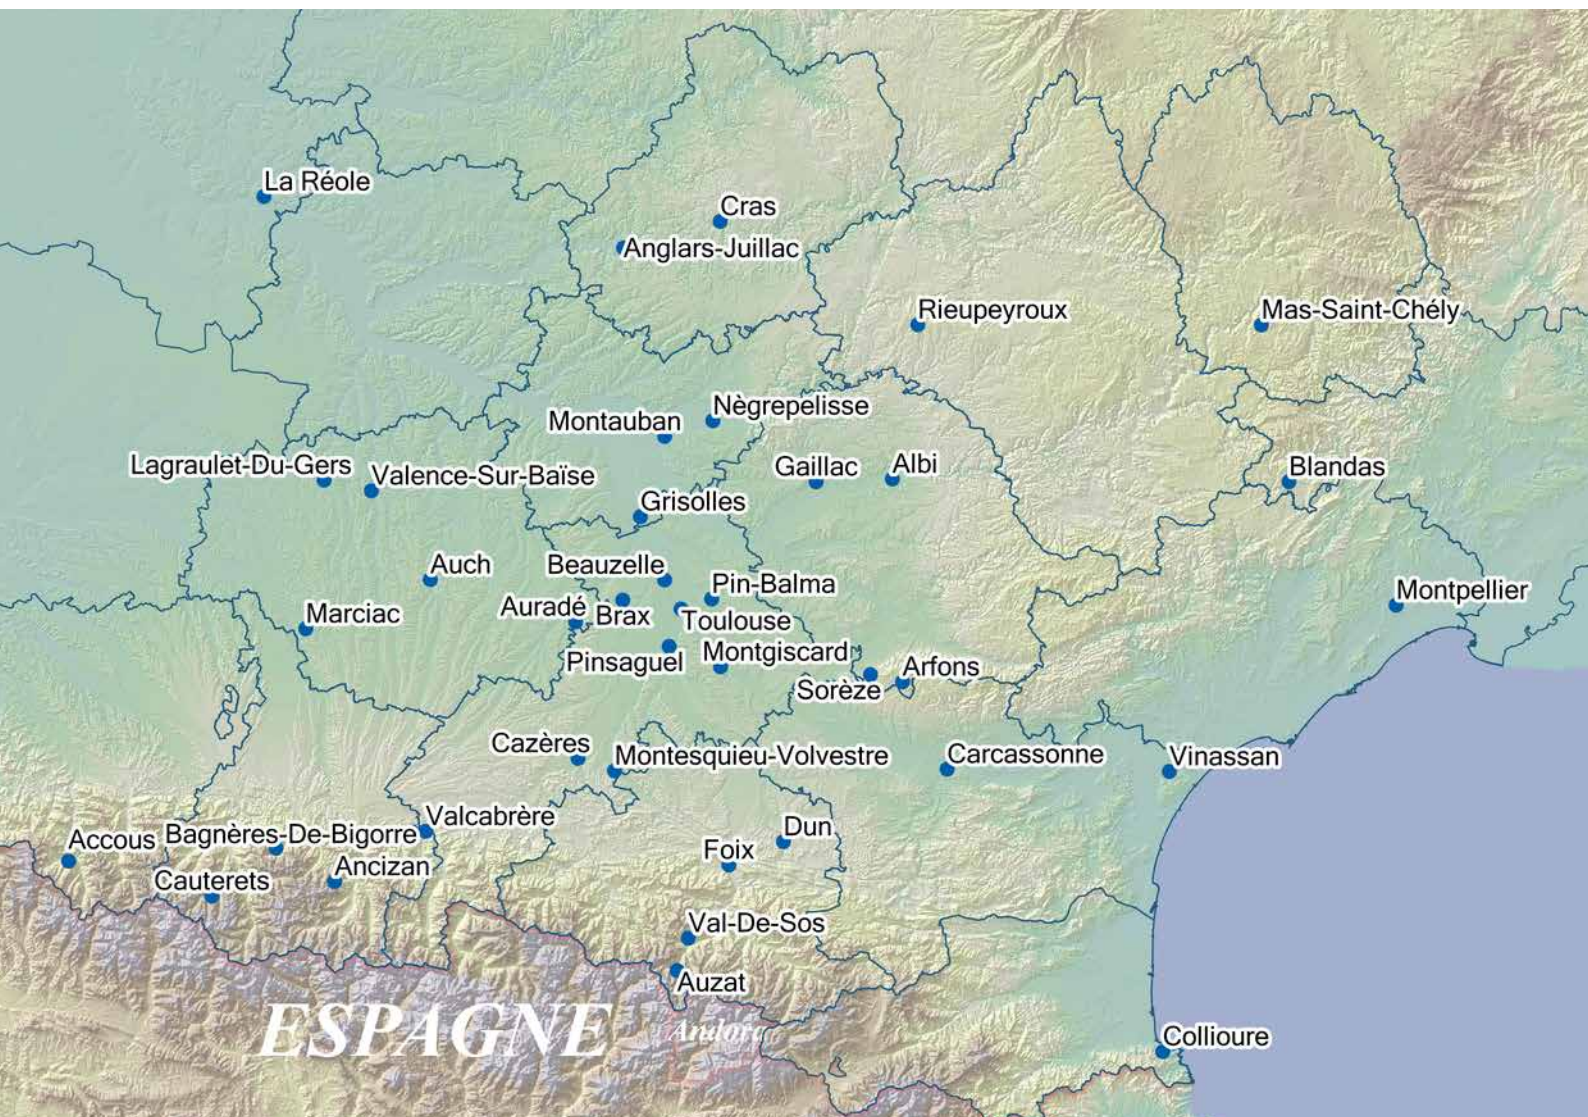 La Réole
Cras
Anglars-Juillac
Rieupeyroux
Mas-Saint-Chély
Nègrepelisse
Montauban
Lagraulet-Du-Gers
Valence-Sur-Baïse
Gaillac
Albi
Blandas
Grisolles
Auch
Beauzelle
Pin-Balma
Montpellier
Marciac
Auradé
Brax
Toulouse
Pinsaguel
Montgiscard
Arfons
Sorèze
Cazères
Montesquieu-Volvestre
Carcassonne
Vinassan
Valcabrère
Accous
Bagnères-De-Bigorre
Dun
Foix
Ancizan
Cauterets
Val-De-Sos
Auzat
ESPAGNE
Andora
Collioure